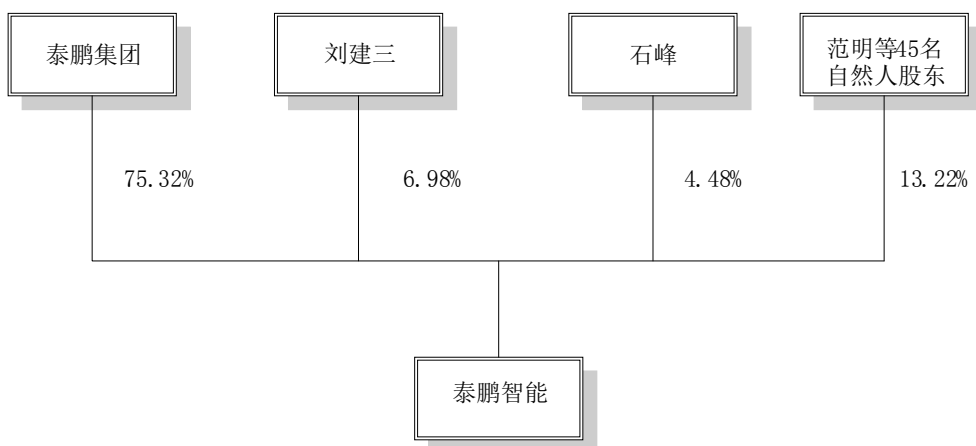 泰鹏集团
刘建三
石峰
范明等45名
自然人股东
75.32%
6.98%
4.48%
13.22%
泰鹏智能